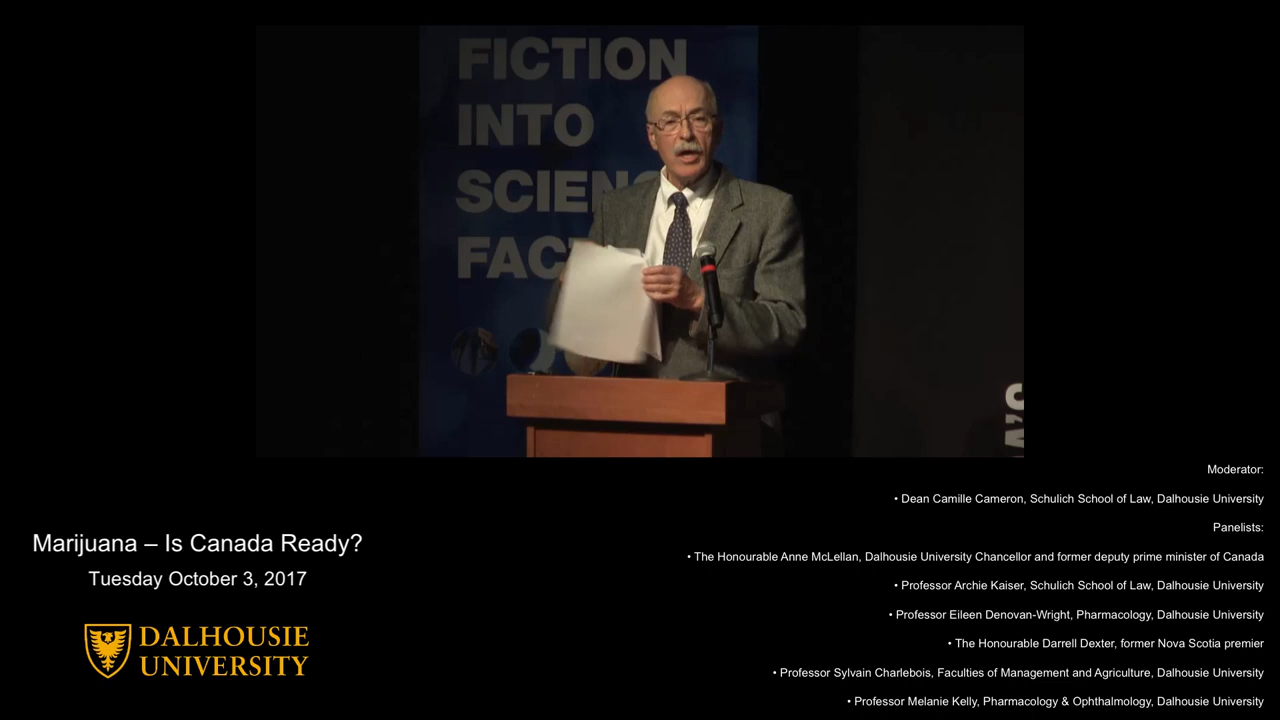 FICTION
INTO
SCIENC
FACT
Marijuana – Is Canada Ready?
Tuesday October 3, 2017
DALHOUSIE
UNIVERSITY
Moderator:
• Dean Camille Cameron, Schulich School of Law, Dalhousie University
Panelists:
• The Honourable Anne McLellan, Dalhousie University Chancellor and former deputy prime minister of Canada
• Professor Archie Kaiser, Schulich School of Law, Dalhousie University
• Professor Eileen Denovan-Wright, Pharmacology, Dalhousie University
• The Honourable Darrell Dexter, former Nova Scotia premier
• Professor Sylvain Charlebois, Faculties of Management and Agriculture, Dalhousie University
• Professor Melanie Kelly, Pharmacology & Ophthalmology, Dalhousie University